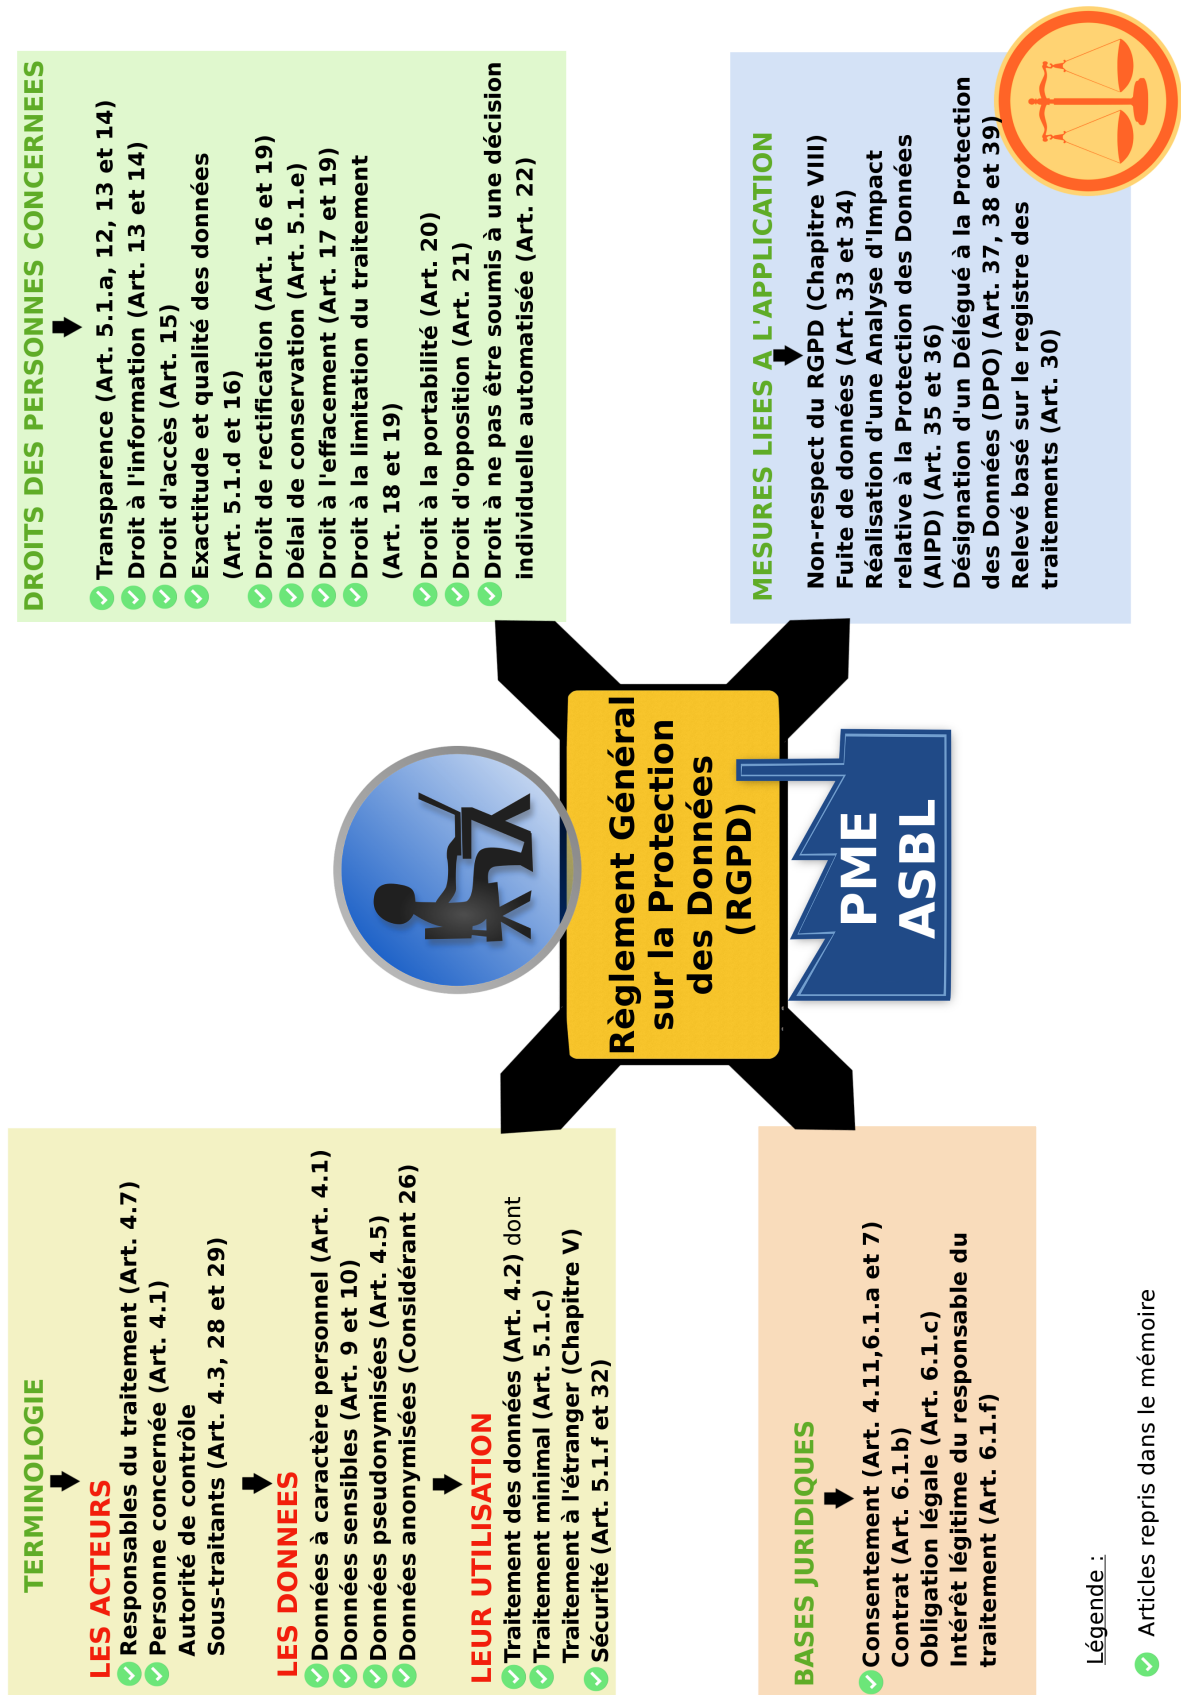 TERMINOLOGIE
LES ACTEURS
Responsables du traitement (Art. 4.7)
Personne concernée (Art. 4.1)
Autorité de contrôle
Sous-traitants (Art. 4.3, 28 et 29)
LES DONNEES
Données à caractère personnel (Art. 4.1)
Données sensibles (Art. 9 et 10)
Données pseudonymisées (Art. 4.5)
Données anonymisées (Considérant 26)
LEUR UTILISATION
Traitement des données (Art. 4.2) dont
Traitement minimal (Art. 5.1.c)
Traitement à l'étranger (Chapitre V)
Sécurité (Art. 5.1.f et 32)
DROITS DES PERSONNES CONCERNEES
Transparence (Art. 5.1.a, 12, 13 et 14)
Droit à l'information (Art. 13 et 14)
Droit d'accès (Art. 15)
Exactitude et qualité des données
(Art. 5.1.d et 16)
Droit de rectification (Art. 16 et 19)
Délai de conservation (Art. 5.1.e)
Droit à l'effacement (Art. 17 et 19)
Droit à la limitation du traitement
(Art. 18 et 19)
Droit à la portabilité (Art. 20)
Droit d'opposition (Art. 21)
Droit à ne pas être soumis à une décision
individuelle automatisée (Art. 22)
Règlement Général
sur la Protection
des Données
(RGPD)
PME
ASBL
BASES JURIDIQUES
Consentement (Art. 4.11,6.1.a et 7)
Contrat (Art. 6.1.b)
Obligation légale (Art. 6.1.c)
Intérêt légitime du responsable du
traitement (Art. 6.1.f)
MESURES LIEES A L'APPLICATION
Non-respect du RGPD (Chapitre VIII)
Fuite de données (Art. 33 et 34)
Réalisation d'une Analyse d'Impact
relative à la Protection des Données
(AIPD) (Art. 35 et 36)
Désignation d'un Délégué à la Protection
des Données (DPO) (Art. 37, 38 et 39)
Relevé basé sur le registre des
traitements (Art. 30)
Légende :
Articles repris dans le mémoire